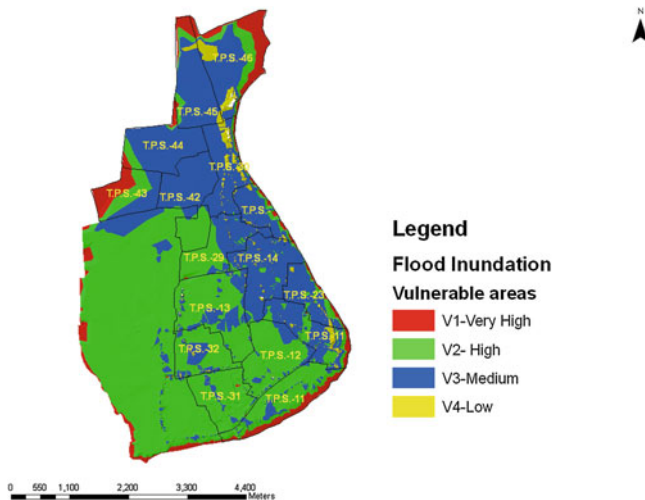 N
T.P.S.-46
T.P.S.-45
T.P.S.-44
T.P.S.-43
T.P.S.-42
T.P.S.
T.P.S.-29
T.P.S.-14
T.P.S.-23
T.P.S.-13
T.P.S.-11
T.P.S.-32
T.P.S.-12
T.P.S.-31
T.P.S.-11
Legend
Flood Inundation
Vulnerable areas
V1-Very High
V2- High
V3-Medium
V4-Low
0 550 1,100 2,200 3,300 4,400
Meters